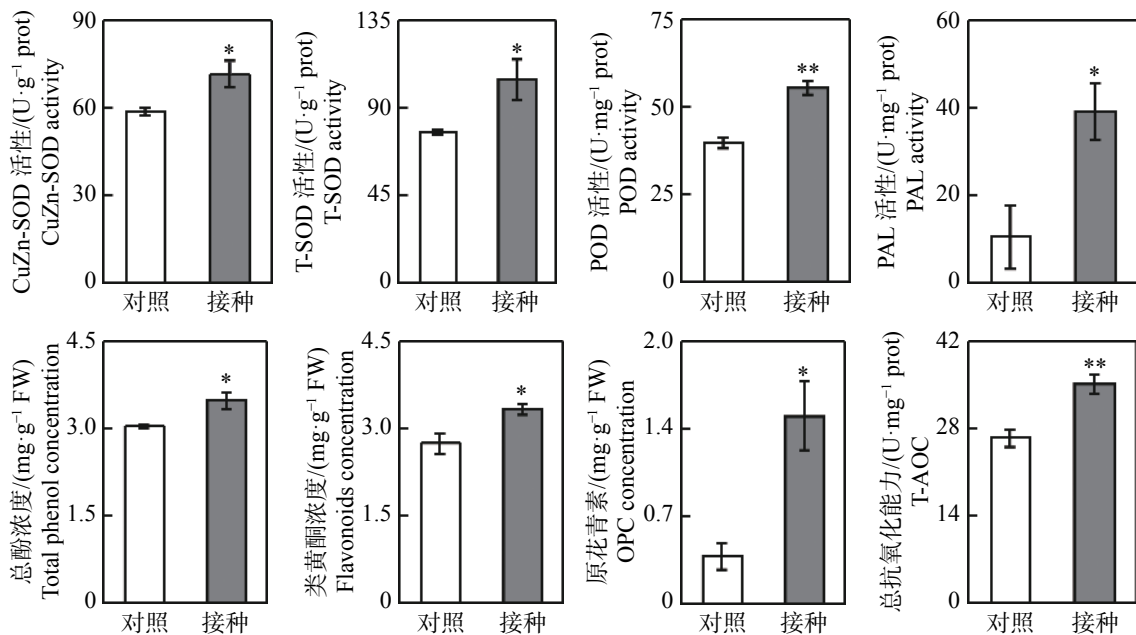 CuZn-SOD 活性/(U·g⁻¹ prot)
CuZn-SOD activity
90
60
30
0
*
对照 接种
T-SOD 活性/(U·g⁻¹ prot)
T-SOD activity
135
90
45
0
*
对照 接种
POD 活性/(U·mg⁻¹ prot)
POD activity
75
50
25
0
**
对照 接种
PAL 活性/(U·mg⁻¹ prot)
PAL activity
60
40
20
0
*
对照 接种
总酚浓度/(mg·g⁻¹ FW)
Total phenol concentration
4.5
3.0
1.5
0
*
对照 接种
类黄酮浓度/(mg·g⁻¹ FW)
Flavonoids concentration
4.5
3.0
1.5
0
*
对照 接种
原花青素/(mg·g⁻¹ FW)
OPC concentration
2.0
1.4
0.7
0
*
对照 接种
总抗氧化能力/(U·mg⁻¹ prot)
T-AOC
42
28
14
0
**
对照 接种